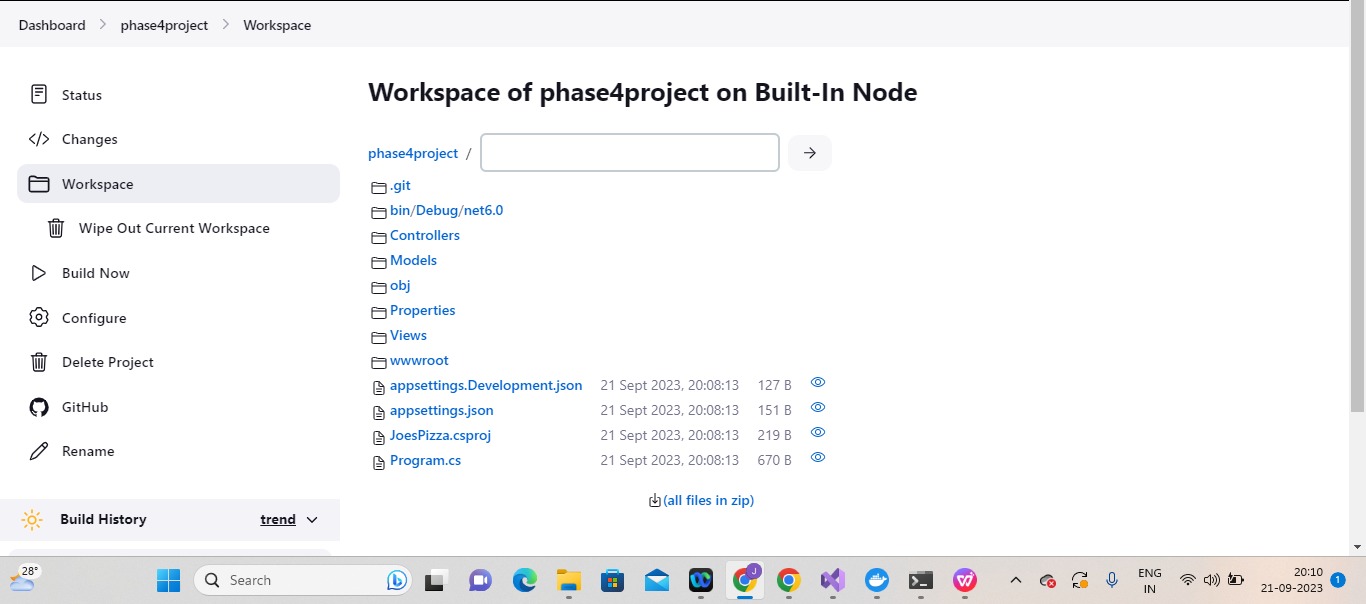 Dashboard > phase4project > Workspace
Status
Changes
Workspace
Wipe Out Current Workspace
Build Now
Configure
Delete Project
GitHub
Rename
Build History trend
Workspace of phase4project on Built-In Node
phase4project /
.git
bin/Debug/net6.0
Controllers
Models
obj
Properties
Views
wwwroot
appsettings.Development.json 21 Sept 2023, 20:08:13 127 B
appsettings.json 21 Sept 2023, 20:08:13 151 B
JoesPizza.csproj 21 Sept 2023, 20:08:13 219 B
Program.cs 21 Sept 2023, 20:08:13 670 B
(all files in zip)
28°
Search
J
ENG
IN
20:10
21-09-2023
1